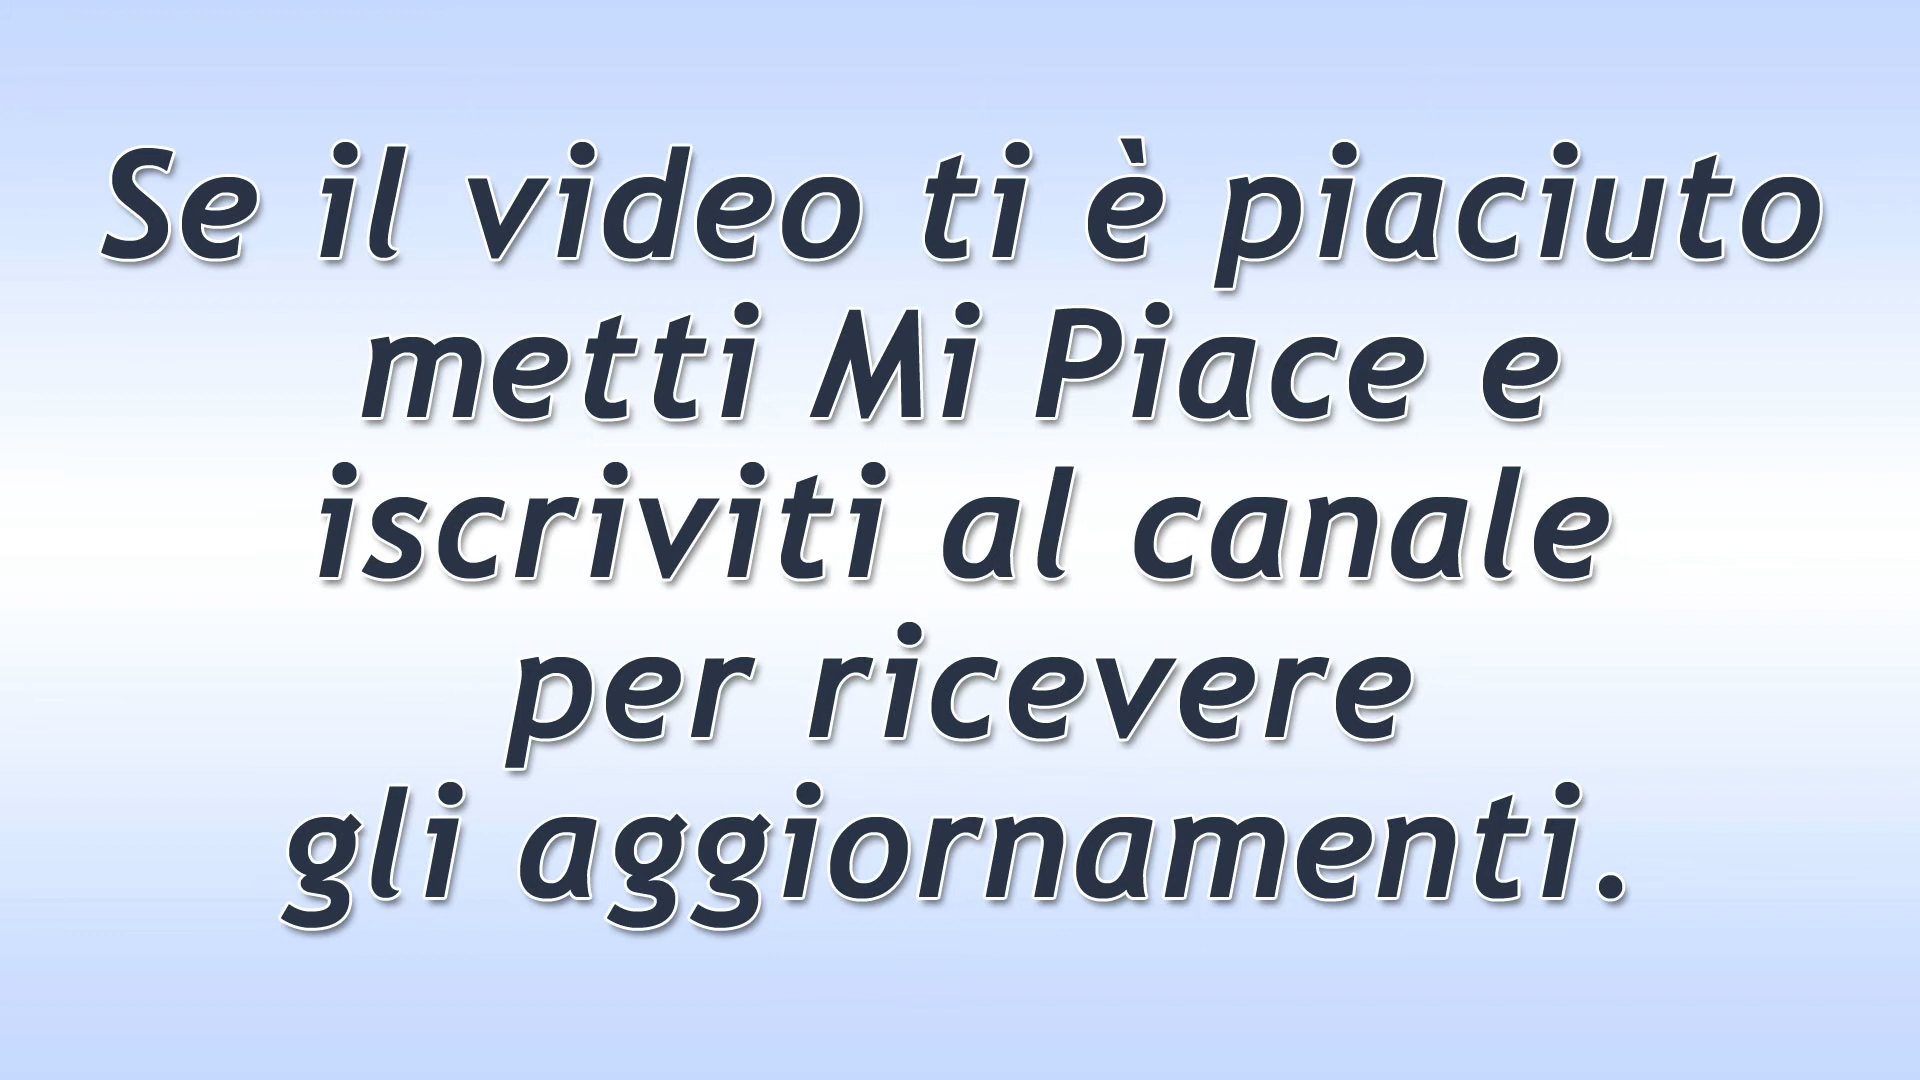 Se il video ti è piaciuto
metti Mi Piace e
iscriviti al canale
per ricevere
gli aggiornamenti.